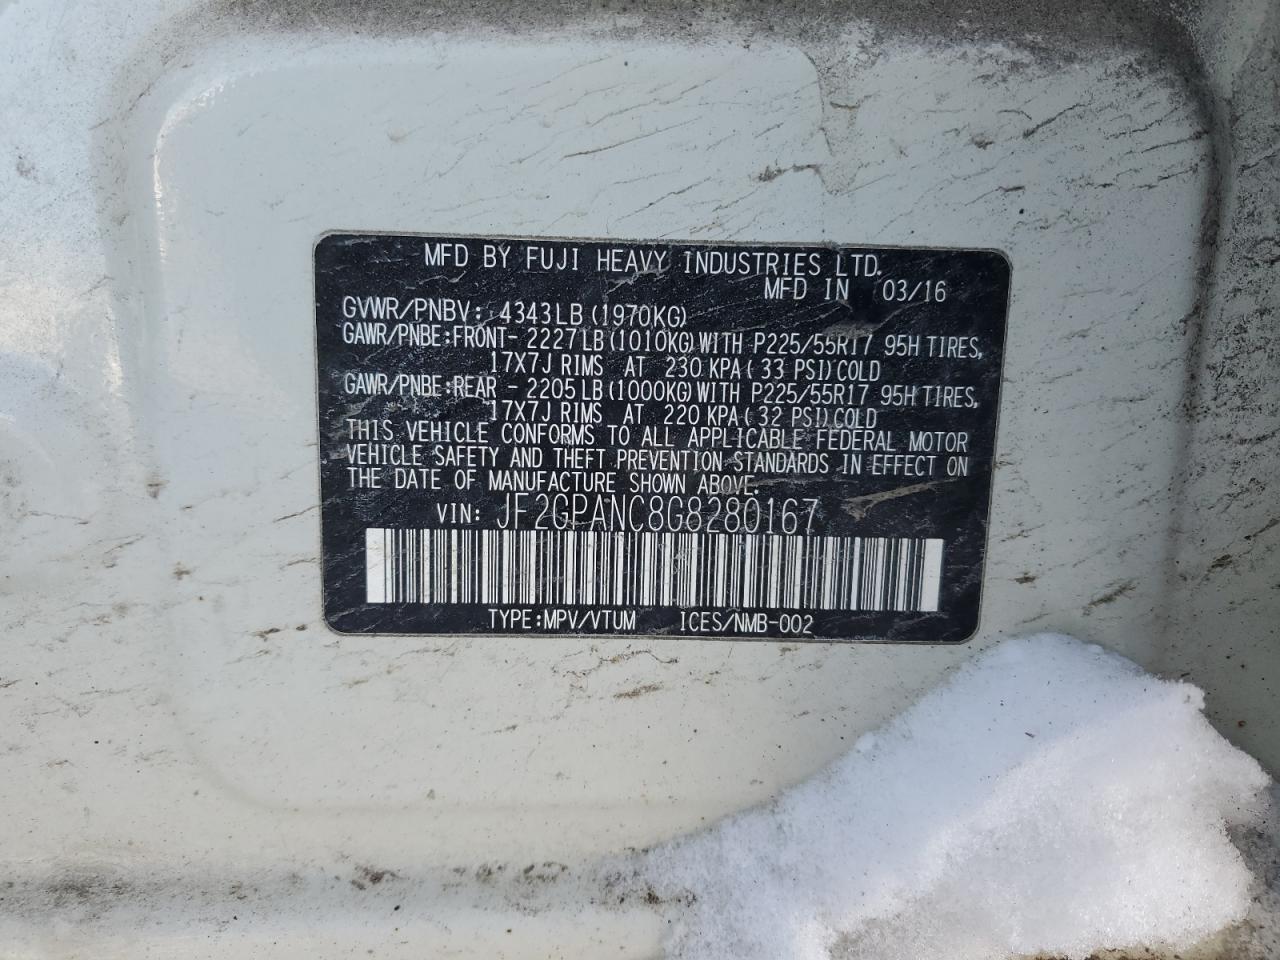 MFD BY FUJI HEAVY INDUSTRIES LTD.
MFD IN 03/16
GVWR/PNBV: 4343LB(1970KG)
GAWR/PNBE:FRONT-2227LB(1010KG)WITH P225/55R17 95H TIRES,
17X7J RIMS AT 230 KPA(33 PSI)COLD
GAWR/PNBE:REAR -2205LB(1000KG)WITH P225/55R17 95H TIRES,
17X7J RIMS AT 220 KPA(32 PSI)COLD
THIS VEHICLE CONFORMS TO ALL APPLICABLE FEDERAL MOTOR
VEHICLE SAFETY AND THEFT PREVENTION STANDARDS IN EFFECT ON
THE DATE OF MANUFACTURE SHOWN ABOVE.
VIN: JF2GPANC8G8280167
TYPE:MPV/VTUM ICES/NMB-002